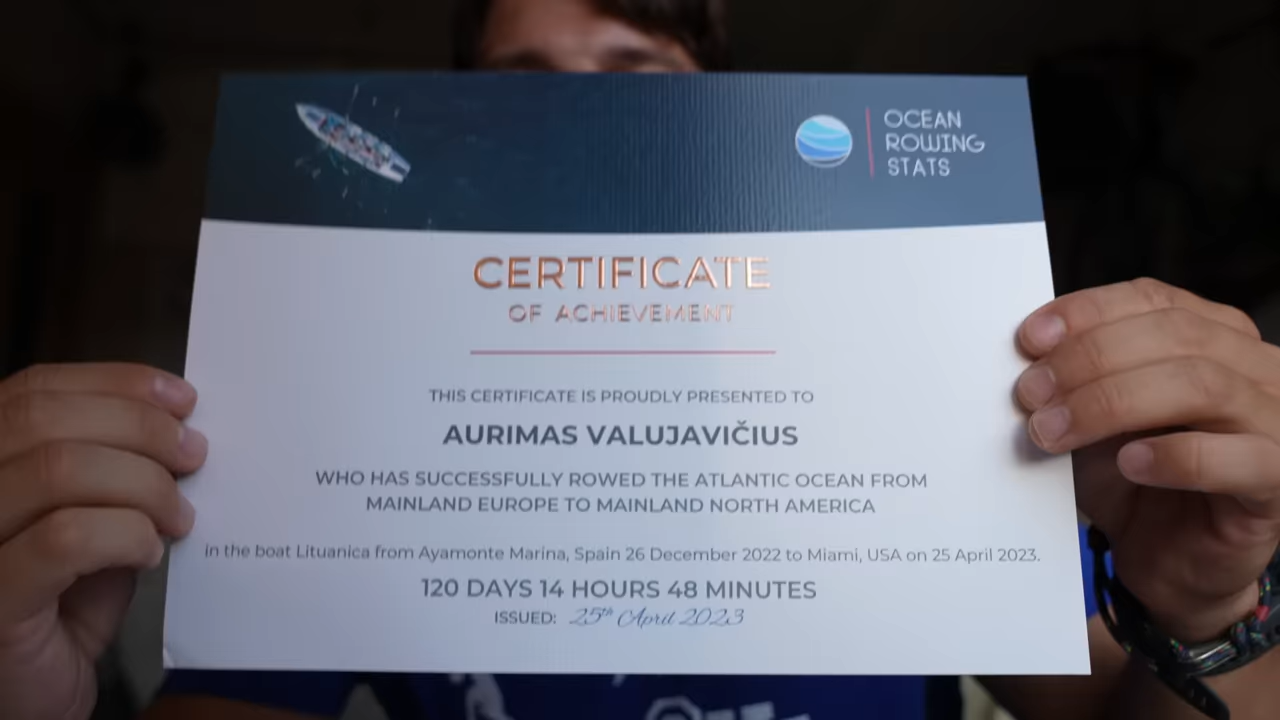 OCEAN
ROWING
STATS
CERTIFICATE
OF ACHIEVEMENT
THIS CERTIFICATE IS PROUDLY PRESENTED TO
AURIMAS VALUJAVIČIUS
WHO HAS SUCCESSFULLY ROWED THE ATLANTIC OCEAN FROM
MAINLAND EUROPE TO MAINLAND NORTH AMERICA
in the boat Lituanica from Ayamonte Marina, Spain 26 December 2022 to Miami, USA on 25 April 2023.
120 DAYS 14 HOURS 48 MINUTES
ISSUED: 25th April 2023